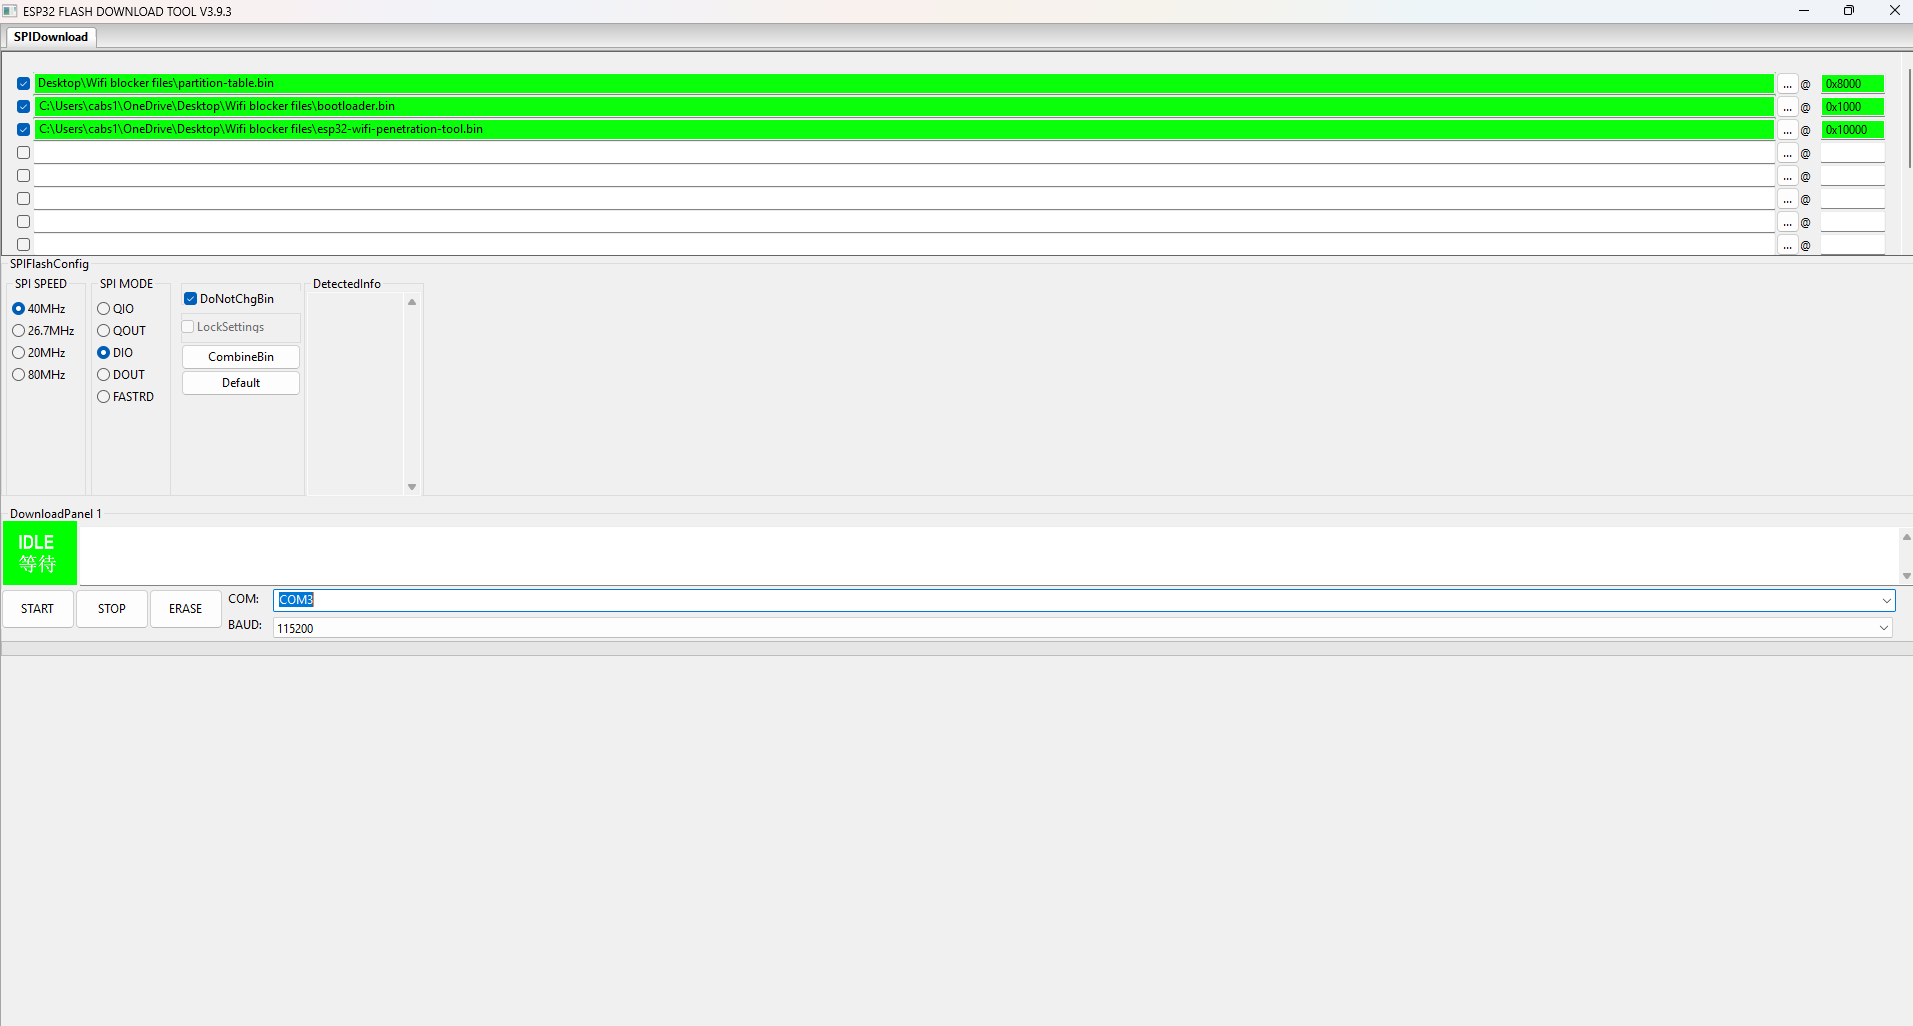 ESP32 FLASH DOWNLOAD TOOL V3.9.3
SPIDownload
Desktop\Wifi blocker files\partition-table.bin ... @ 0x8000
C:\Users\cabs1\OneDrive\Desktop\Wifi blocker files\bootloader.bin ... @ 0x1000
C:\Users\cabs1\OneDrive\Desktop\Wifi blocker files\esp32-wifi-penetration-tool.bin ... @ 0x10000
... @
... @
... @
... @
... @
SPIFlashConfig
SPI SPEED
40MHz
26.7MHz
20MHz
80MHz
SPI MODE
QIO
QOUT
DIO
DOUT
FASTRD
DoNotChgBin
LockSettings
CombineBin
Default
DetectedInfo
DownloadPanel 1
IDLE
等待
START
STOP
ERASE
COM: COM3
BAUD: 115200